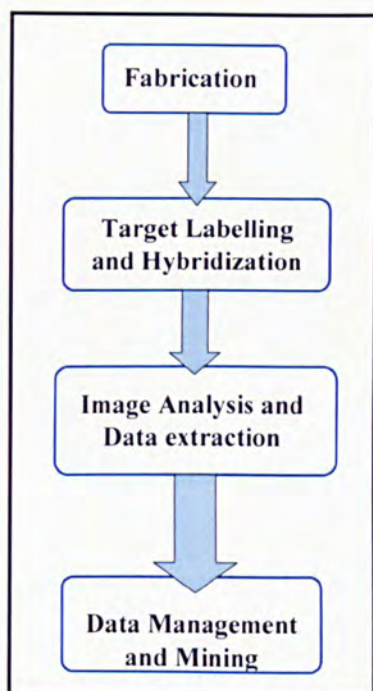 Fabrication
Target Labelling
and Hybridization
Image Analysis and
Data extraction
Data Management
and Mining